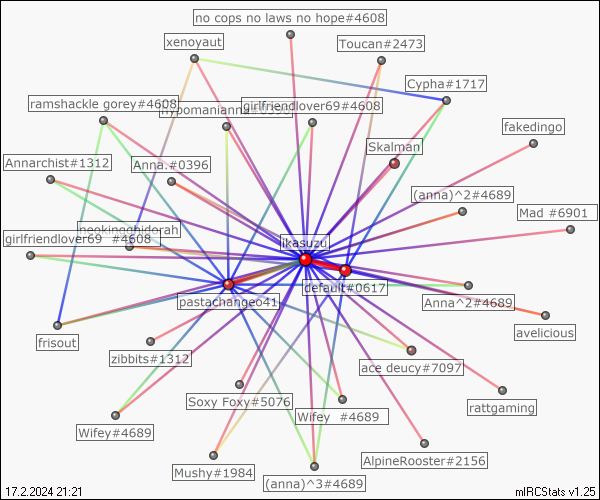 no cops no laws no hope#4608
xenoyaut
Toucan#2473
Cypha#1717
ramshackle gorey#4608
hypomanianna#0396
girlfriendlover69#4608
fakedingo
Skalman
Annarchist#1312
Anna.#0396
(anna)^2#4689
Mad #6901
neokingghiderah
girlfriendlover69 #4608
likasuzu
default#0617
pastachangeo41
Anna^2#4689
avelicious
frisout
zibbits#1312
ace deucy#7097
Soxy Foxy#5076
rattgaming
Wifey #4689
Wifey#4689
AlpineRooster#2156
Mushy#1984
(anna)^3#4689
17.2.2024 21:21
mIRCStats v1.25